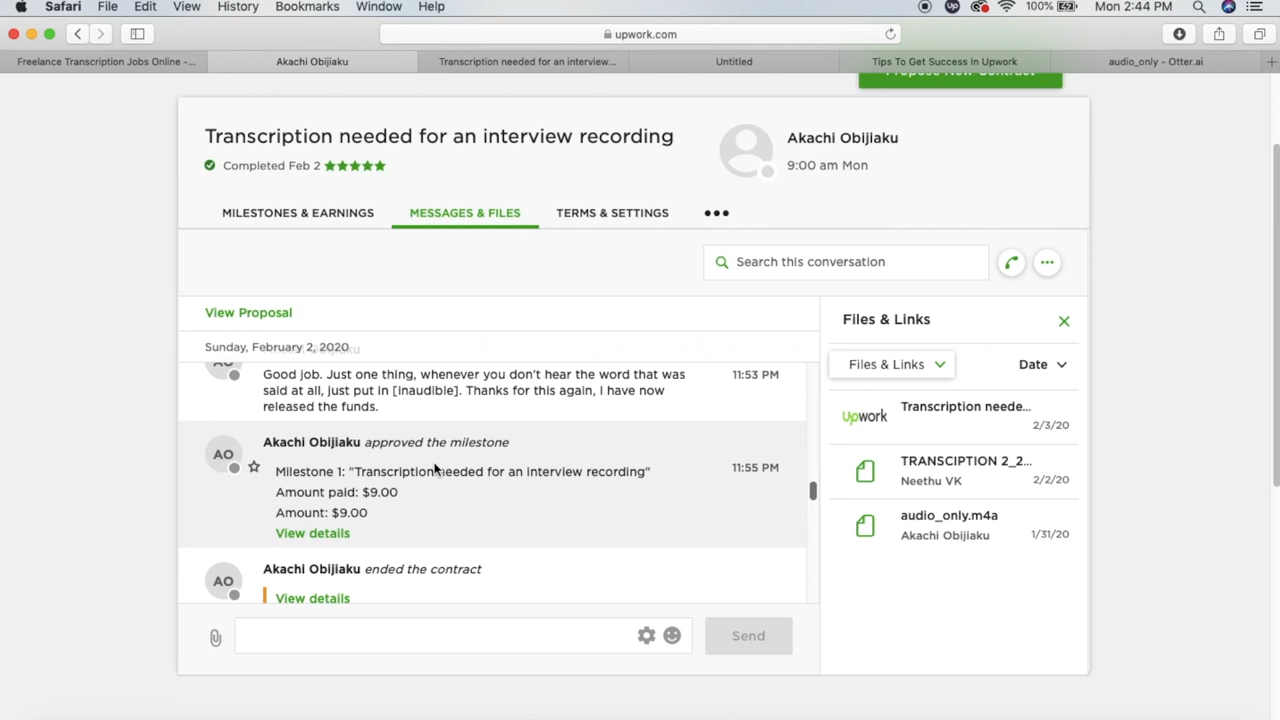 Safari File Edit View History Bookmarks Window Help
Up 100% Mon 2:44 PM
upwork.com
Freelance Transcription Jobs Online -...
Akachi Obijiaku
Transcription needed for an interview...
Untitled
Tips To Get Success In Upwork
audio_only - Otter.ai
Propose New Contract
Transcription needed for an interview recording
Completed Feb 2
Akachi Obijiaku
9:00 am Mon
MILESTONES & EARNINGS
MESSAGES & FILES
TERMS & SETTINGS
Search this conversation
View Proposal
Sunday, February 2, 2020
Good job. Just one thing, whenever you don't hear the word that was
said at all, just put in [inaudible]. Thanks for this again, I have now
released the funds.
11:53 PM
AO
Akachi Obijiaku approved the milestone
Milestone 1: "Transcription needed for an interview recording"
11:55 PM
Amount paid: $9.00
Amount: $9.00
View details
AO
Akachi Obijiaku ended the contract
View details
Send
Files & Links
Files & Links
Date
Upwork
Transcription neede...
2/3/20
TRANSCIPTION 2_2...
Neethu VK
2/2/20
audio_only.m4a
Akachi Obijiaku
1/31/20